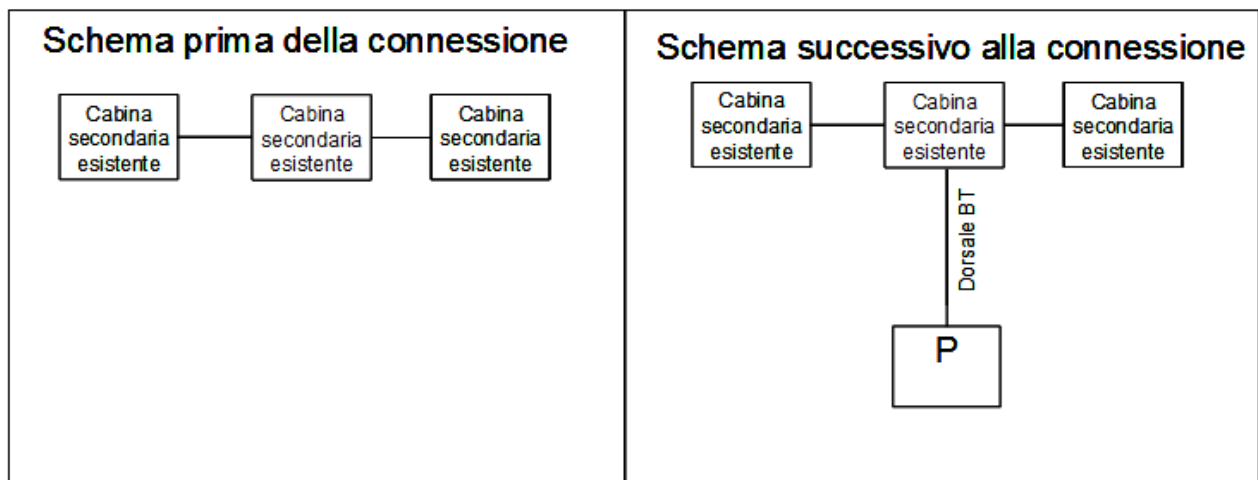 Schema prima della connessione
Cabina
secondaria
esistente
Cabina
secondaria
esistente
Cabina
secondaria
esistente
Schema successivo alla connessione
Cabina
secondaria
esistente
Cabina
secondaria
esistente
Cabina
secondaria
esistente
Dorsale BT
P